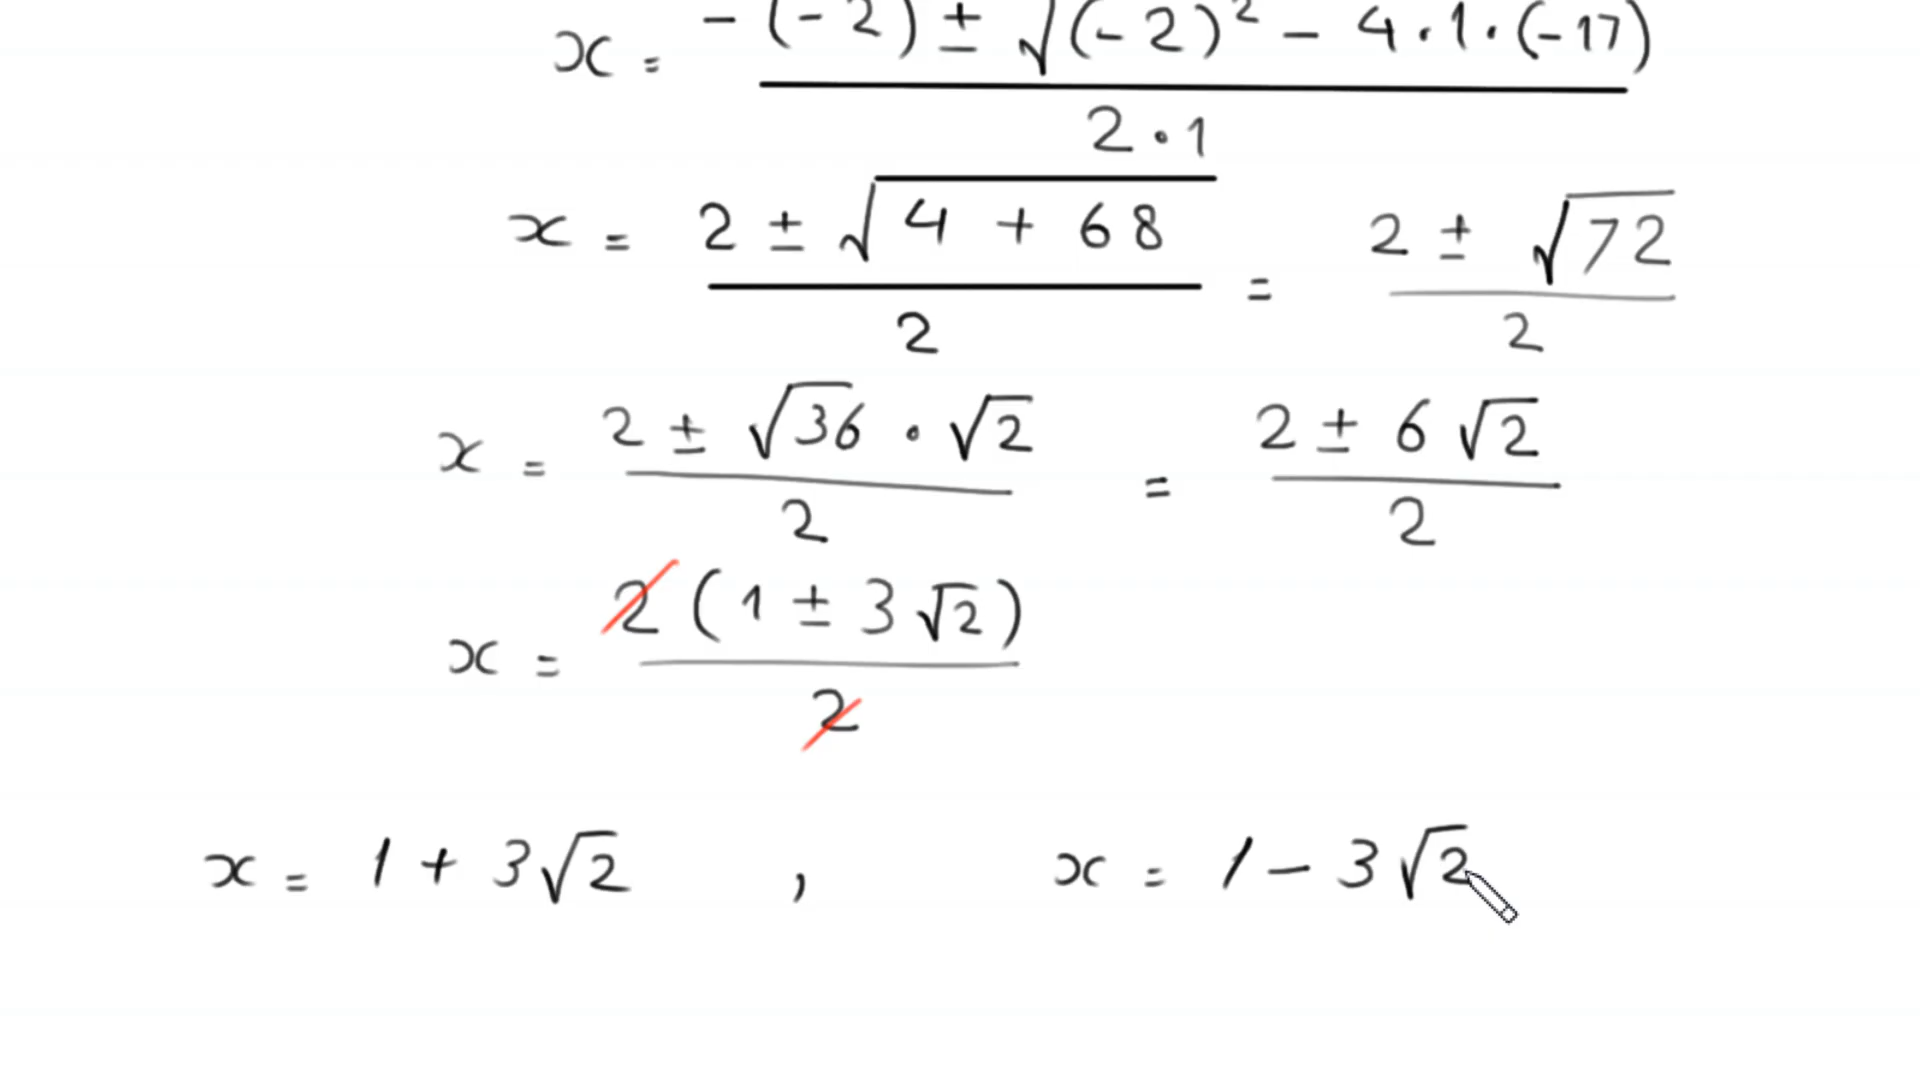 x = -(-2) ± √(-2)² - 4·1·(-17)
2·1
x = 2 ± √4 + 68 = 2 ± √72
2 2
x = 2 ± √36 · √2 = 2 ± 6√2
2 2
x = 2(1 ± 3√2)
2
x = 1 + 3√2 , x = 1 - 3√2